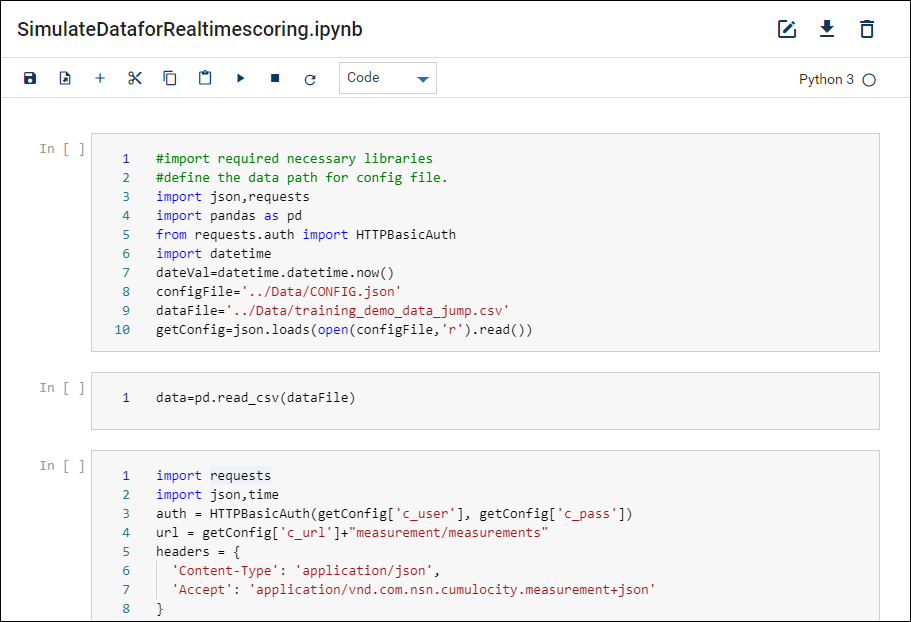 SimulateDataforRealtimescoring.ipynb
Code
Python 3
In [ ]
1 #import required necessary libraries
2 #define the data path for config file.
3 import json,requests
4 import pandas as pd
5 from requests.auth import HTTPBasicAuth
6 import datetime
7 dateVal=datetime.datetime.now()
8 configFile='../Data/CONFIG.json'
9 dataFile='../Data/training_demo_data_jump.csv'
10 getConfig=json.loads(open(configFile,'r').read())
In [ ]
1 data=pd.read_csv(dataFile)
In [ ]
1 import requests
2 import json,time
3 auth = HTTPBasicAuth(getConfig['c_user'], getConfig['c_pass'])
4 url = getConfig['c_url']+"measurement/measurements"
5 headers = {
6 'Content-Type': 'application/json',
7 'Accept': 'application/vnd.com.nsn.cumulocity.measurement+json'
8 }